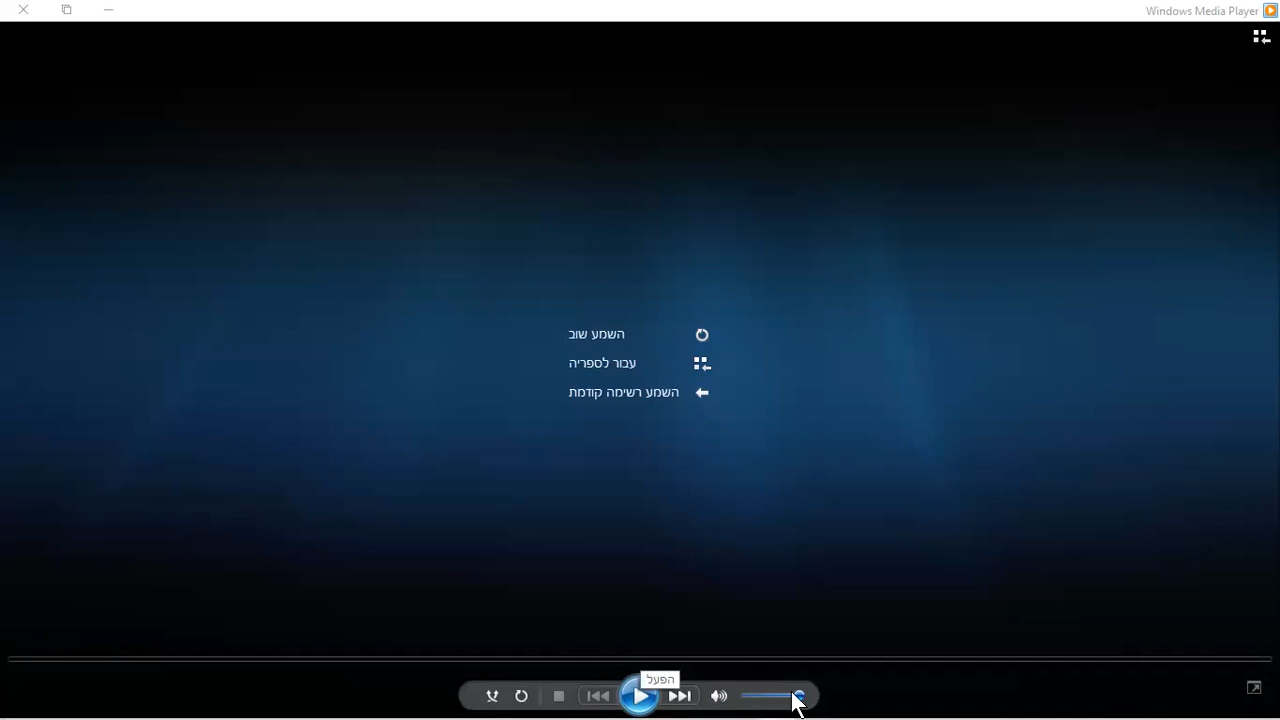 Windows Media Player
השמע שוב
עבור לספריה
השמע רשימה קודמת
הפעל